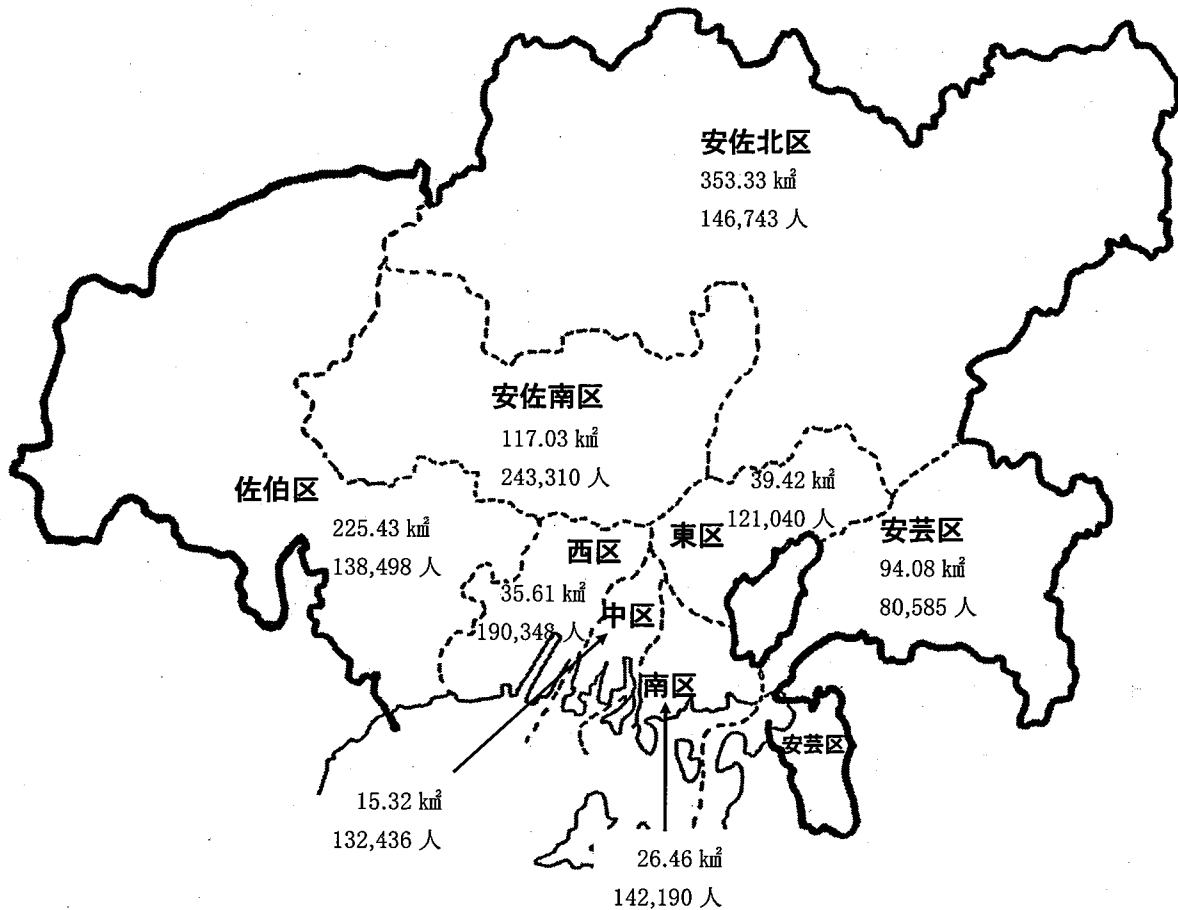 安佐北区
353.33 ㎢
146,743 人
安佐南区
117.03 ㎢
243,310 人
佐伯区
225.43 ㎢
138,498 人
西区
35.61 ㎢
190,348 人
東区
39.42 ㎢
121,040 人
安芸区
94.08 ㎢
80,585 人
中区
南区
安芸区
15.32 ㎢
132,436 人
26.46 ㎢
142,190 人